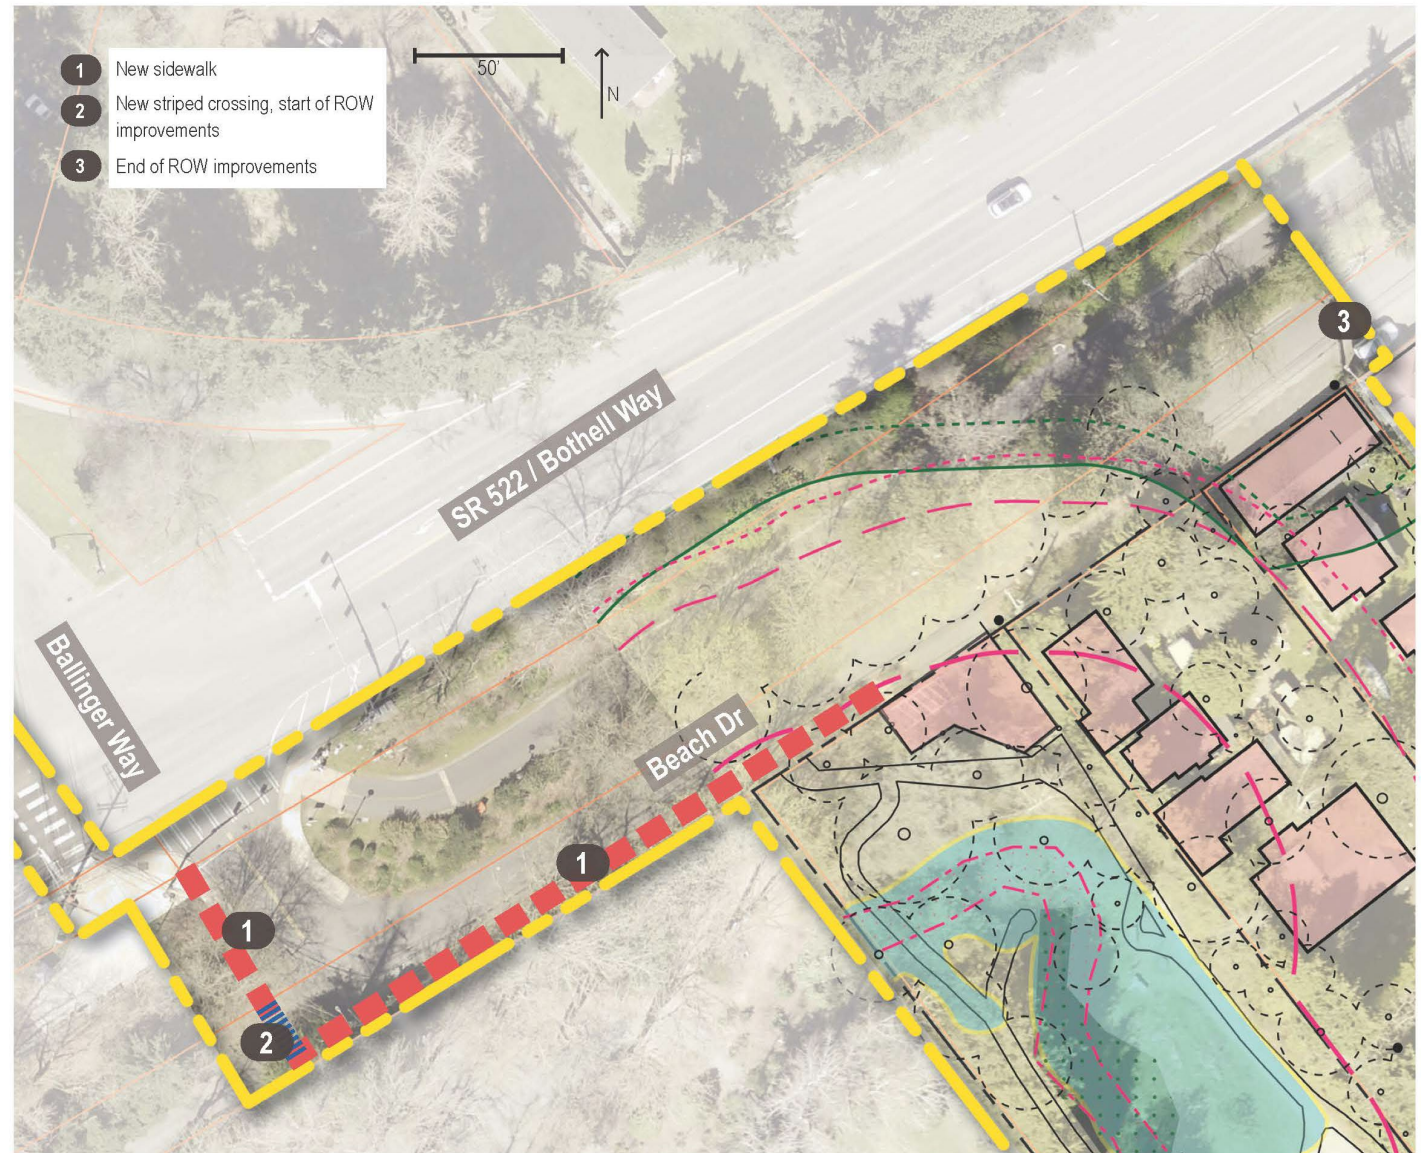 1 New sidewalk
2 New striped crossing, start of ROW
improvements
3 End of ROW improvements
50'
N
3
SR 522 / Bothell Way
Ballinger Way
Beach Dr
1
1
2